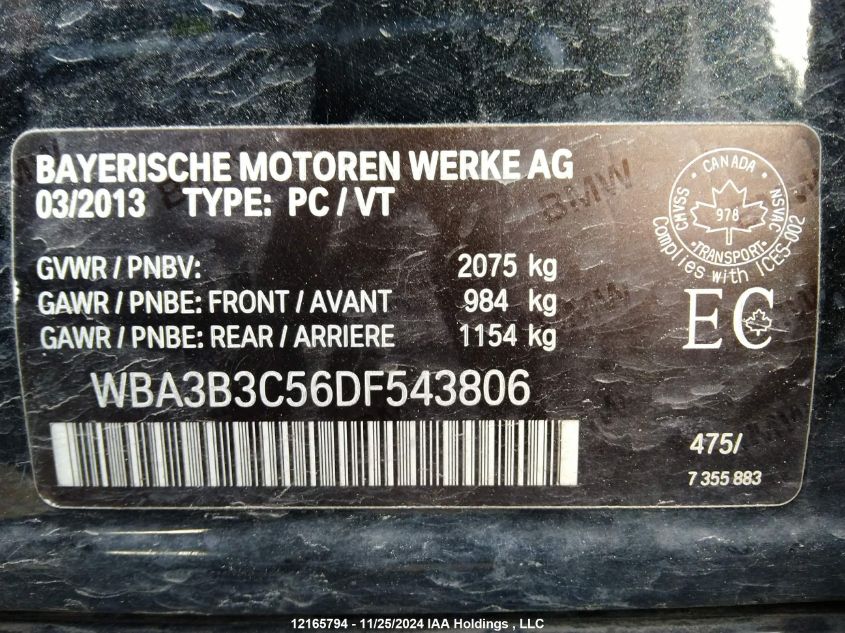 BAYERISCHE MOTOREN WERKE AG
03/2013 TYPE: PC / VT
GVWR / PNBV: 2075 kg
GAWR / PNBE: FRONT / AVANT 984 kg
GAWR / PNBE: REAR / ARRIERE 1154 kg
WBA3B3C56DF543806
CMVSS · CANADA · NSVAC
978
· TRANSPORT ·
Complies with ICES-002
EC
475/
7 355 883
BMW
12165794 - 11/25/2024 IAA Holdings , LLC